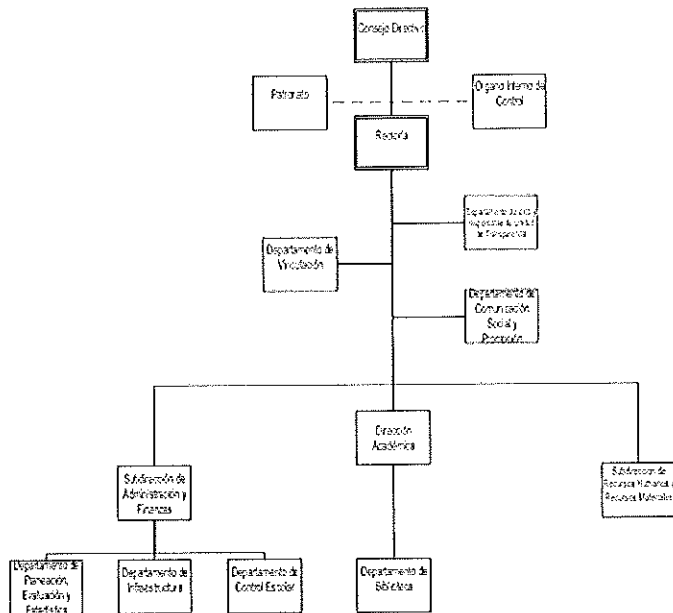 Consejo Directivo
Patronato
Organo Interno de
Control
Rectoría
Departamento de
Vinculación
Departamento de
Comunicación
Social y
Promoción
Dirección
Académica
Subdirección de
Administración y
Finanzas
Subdirección de
Recursos Humanos y
Recursos Materiales
Departamento de
Planeación,
Evaluación y
Estadística
Departamento de
Infraestructura
Departamento de
Control Escolar
Departamento de
Biblioteca